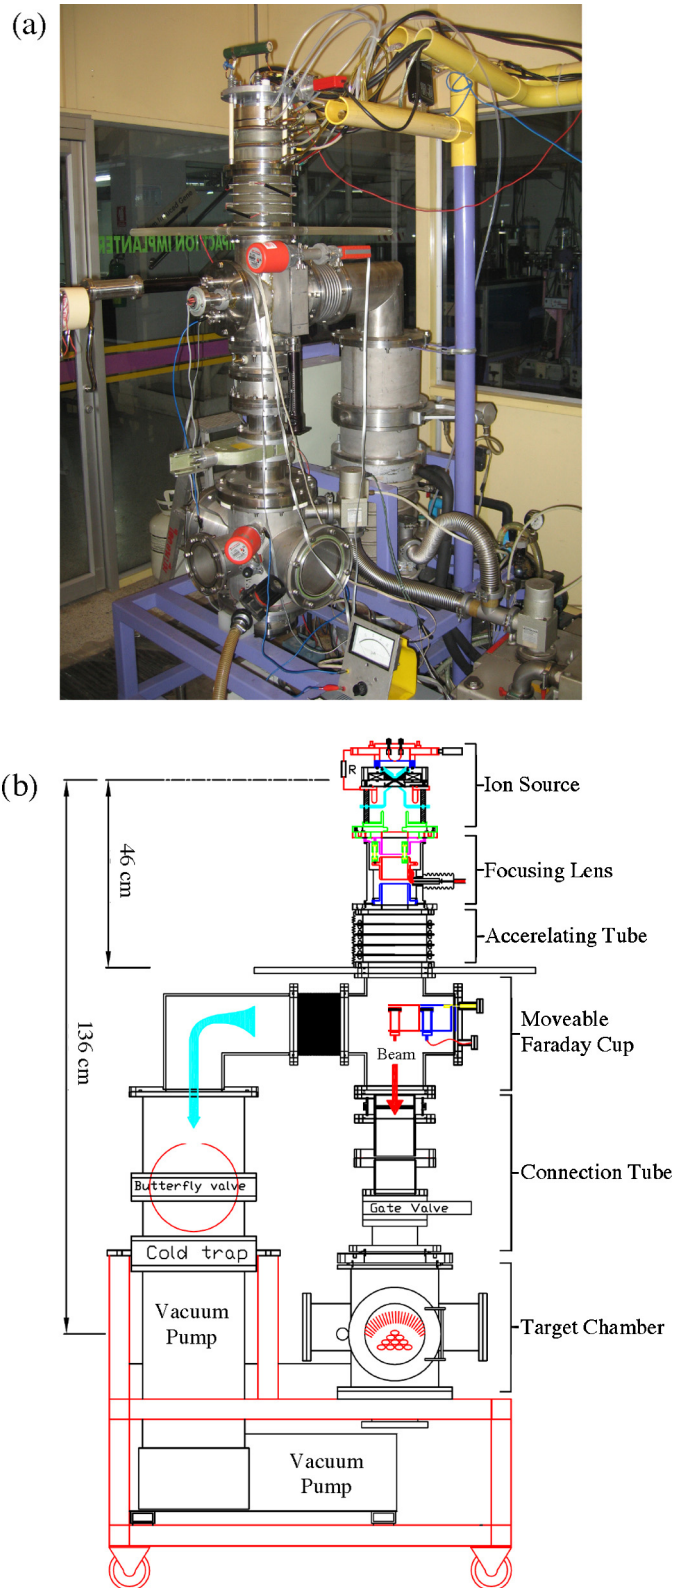 (a)
(b)
R
Ion Source
46 cm
Focusing Lens
Accerelating Tube
136 cm
Moveable
Faraday Cup
Beam
Connection Tube
Butterfly valve
Gate Valve
Cold trap
Vacuum
Pump
Target Chamber
Vacuum
Pump